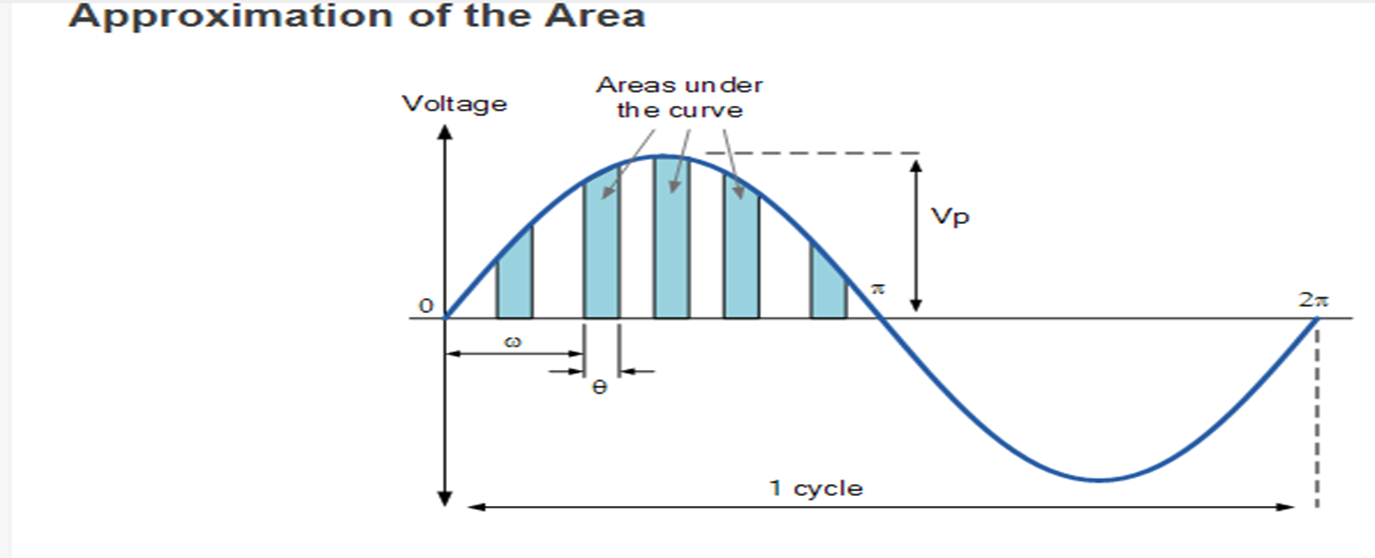 Approximation of the Area
Areas under
the curve
Voltage
Vp
0
π
2π
ω
θ
1 cycle